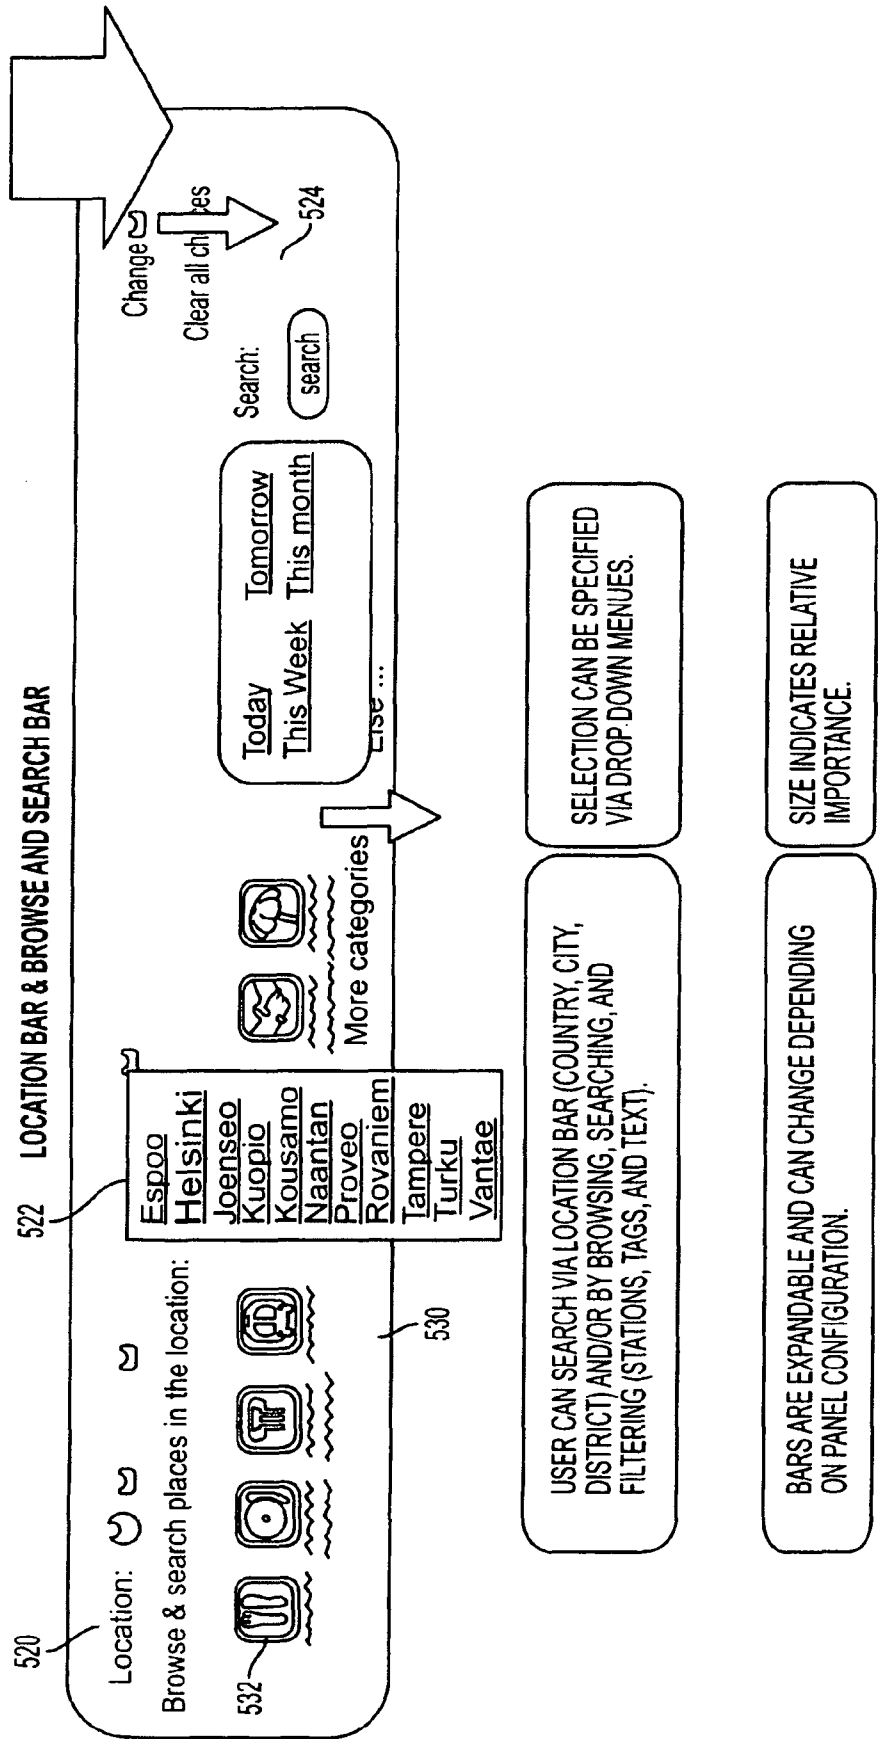 LOCATION BAR & BROWSE AND SEARCH BAR
520
522
Location:
Change
Browse & search places in the location:
Clear all choices
Espoo
Helsinki
Joenseo
Kuopio
Kousamo
Naantan
Proveo
Rovaniem
Tampere
Turku
Vantae
More categories
Today
Tomorrow
This Week
This month
Else ...
Search:
search
524
532
530
USER CAN SEARCH VIA LOCATION BAR (COUNTRY, CITY,
DISTRICT) AND/OR BY BROWSING, SEARCHING, AND
FILTERING (STATIONS, TAGS, AND TEXT).
SELECTION CAN BE SPECIFIED
VIA DROP DOWN MENUES.
BARS ARE EXPANDABLE AND CAN CHANGE DEPENDING
ON PANEL CONFIGURATION.
SIZE INDICATES RELATIVE
IMPORTANCE.